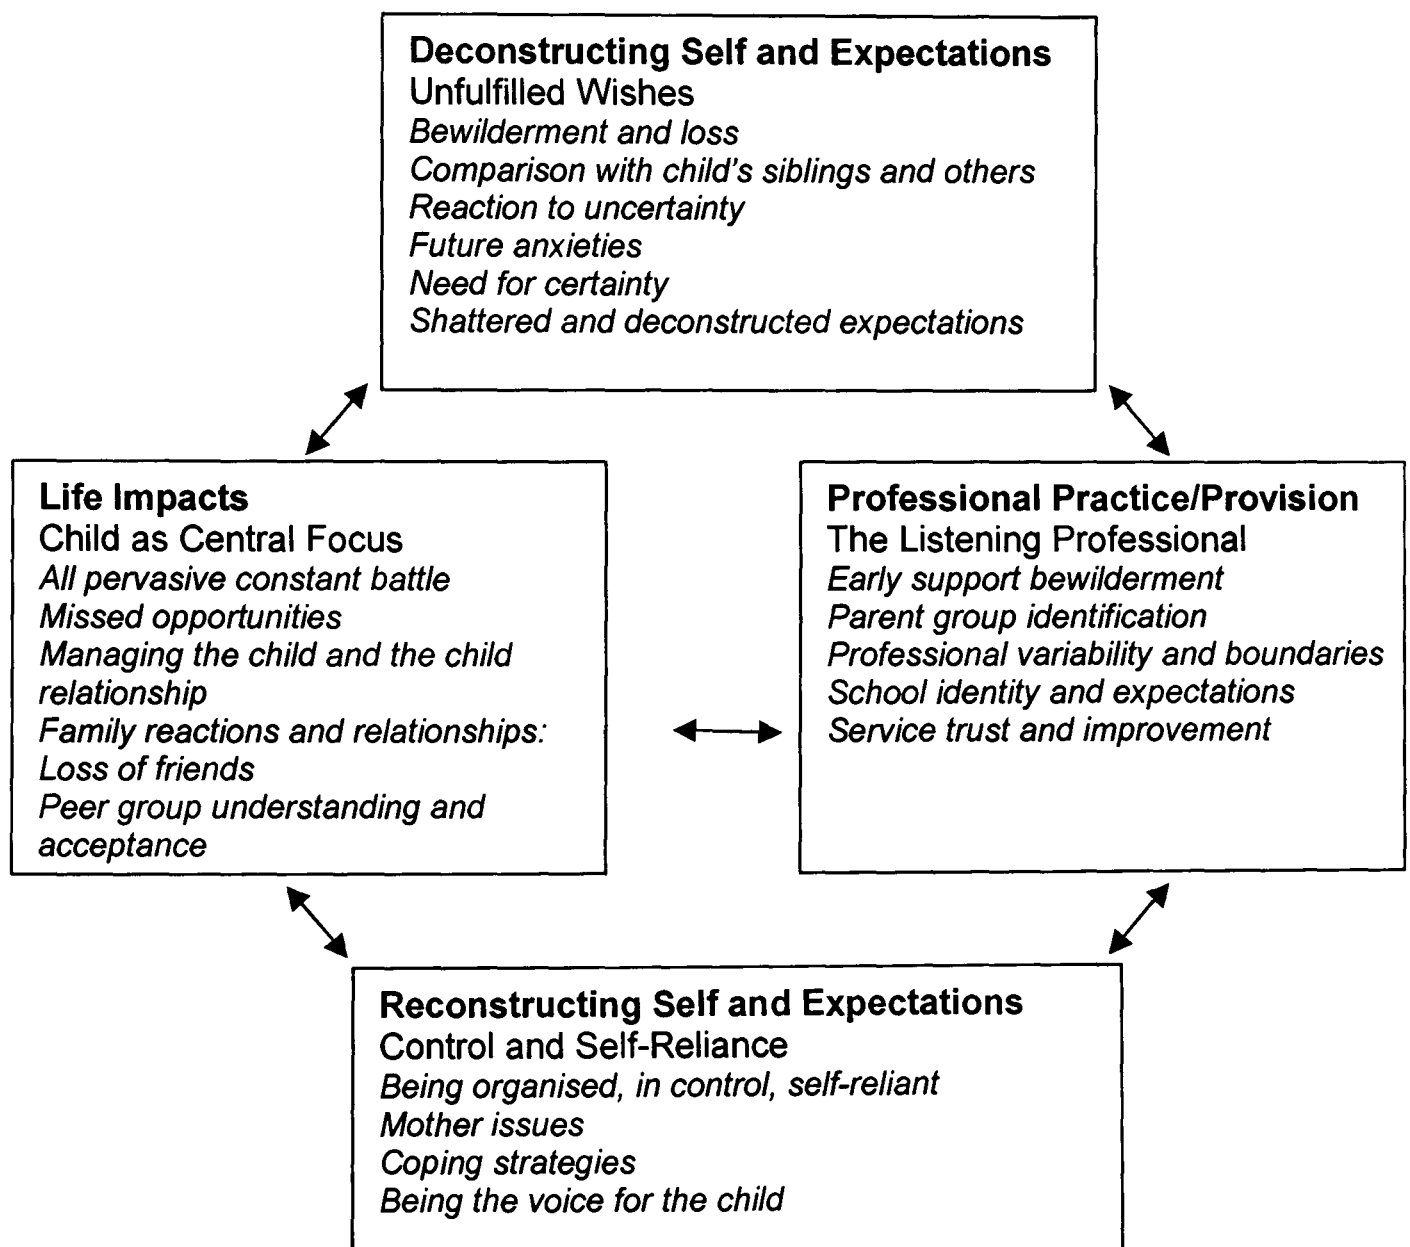 Deconstructing Self and Expectations
Unfulfilled Wishes
Bewilderment and loss
Comparison with child's siblings and others
Reaction to uncertainty
Future anxieties
Need for certainty
Shattered and deconstructed expectations
Life Impacts
Child as Central Focus
All pervasive constant battle
Missed opportunities
Managing the child and the child
relationship
Family reactions and relationships:
Loss of friends
Peer group understanding and
acceptance
Professional Practice/Provision
The Listening Professional
Early support bewilderment
Parent group identification
Professional variability and boundaries
School identity and expectations
Service trust and improvement
Reconstructing Self and Expectations
Control and Self-Reliance
Being organised, in control, self-reliant
Mother issues
Coping strategies
Being the voice for the child